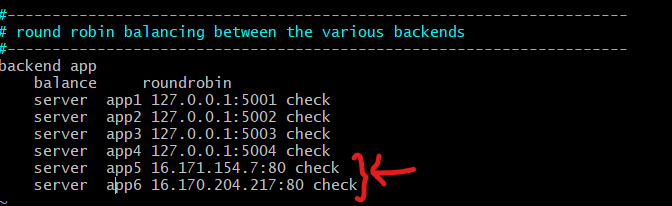 #---------------------------------------------------------------------
# round robin balancing between the various backends
#---------------------------------------------------------------------
backend app
    balance     roundrobin
    server  app1 127.0.0.1:5001 check
    server  app2 127.0.0.1:5002 check
    server  app3 127.0.0.1:5003 check
    server  app4 127.0.0.1:5004 check
    server  app5 16.171.154.7:80 check
    server  app6 16.170.204.217:80 check
~